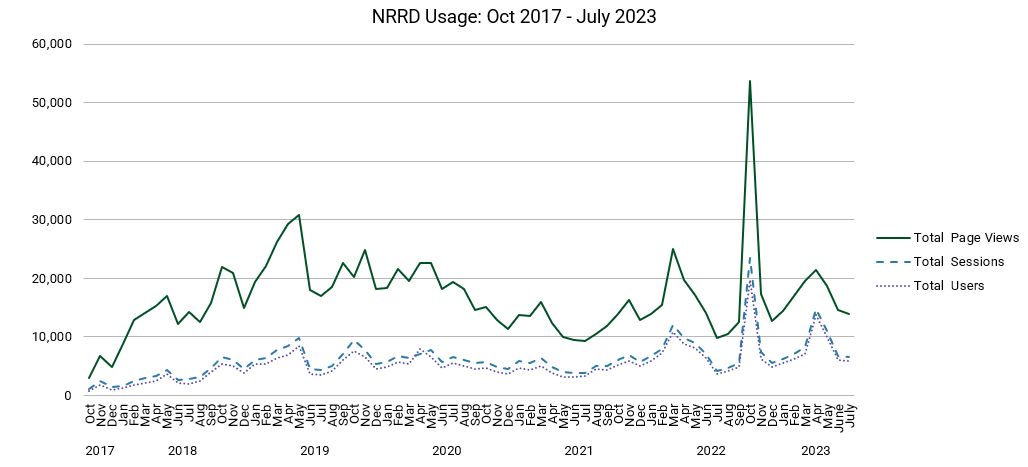 NRRD Usage: Oct 2017 - July 2023
60,000
50,000
40,000
30,000
20,000
10,000
0
Oct Nov Dec Jan Feb Mar Apr May Jun Jul Aug Sep Oct Nov Dec Jan Feb Mar Apr May Jun Jul Aug Sep Oct Nov Dec Jan Feb Mar Apr May Jun Jul Aug Sep Oct Nov Dec Jan Feb Mar Apr May Jun Jul Aug Sep Oct Nov Dec Jan Feb Mar Apr May Jun Jul Aug Sep Oct Nov Dec Jan Feb Mar Apr May June July
2017 2018 2019 2020 2021 2022 2023
Total Page Views
Total Sessions
Total Users